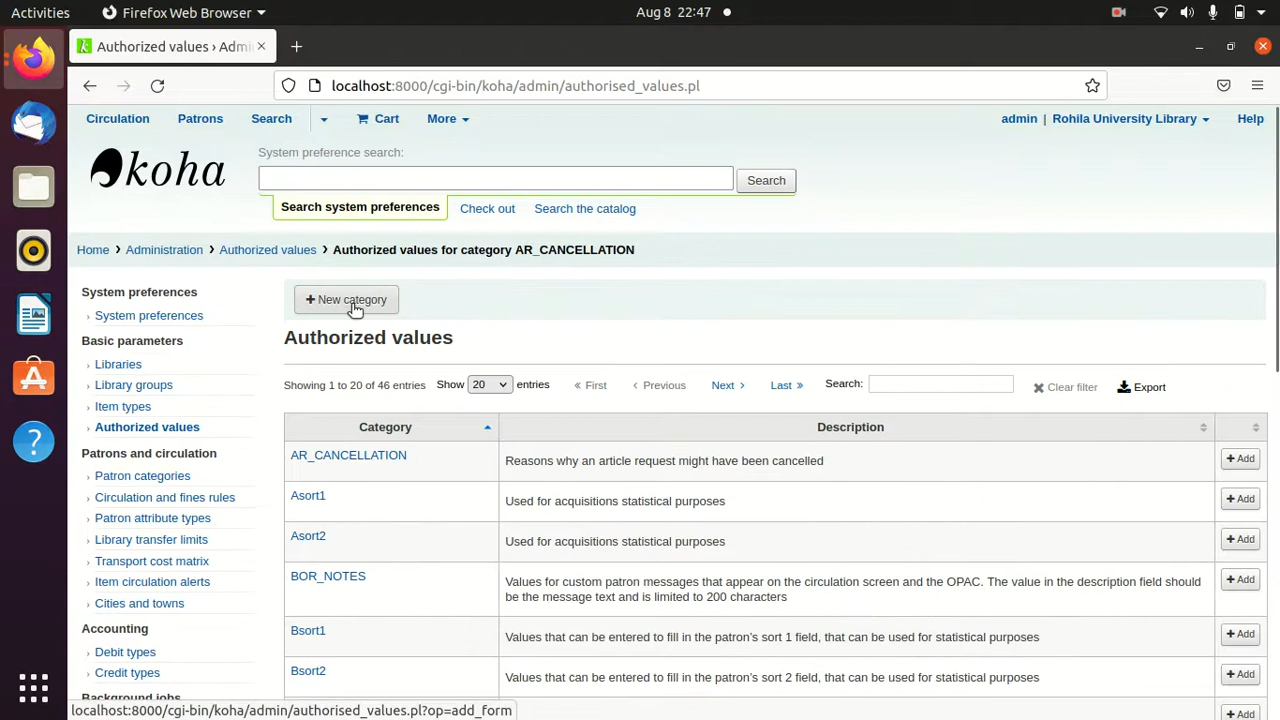 Activities
Firefox Web Browser
Aug 8 22:47
Authorized values › Admi
localhost:8000/cgi-bin/koha/admin/authorised_values.pl
Circulation
Patrons
Search
Cart
More
admin | Rohila University Library
Help
koha
System preference search:
Search
Search system preferences
Check out
Search the catalog
Home › Administration › Authorized values › Authorized values for category AR_CANCELLATION
System preferences
System preferences
Basic parameters
Libraries
Library groups
Item types
Authorized values
Patrons and circulation
Patron categories
Circulation and fines rules
Patron attribute types
Library transfer limits
Transport cost matrix
Item circulation alerts
Cities and towns
Accounting
Debit types
Credit types
Background jobs
+ New category
Authorized values
Showing 1 to 20 of 46 entries Show 20 entries « First ‹ Previous Next › Last » Search: Clear filter Export
Category Description
AR_CANCELLATION Reasons why an article request might have been cancelled + Add
Asort1 Used for acquisitions statistical purposes + Add
Asort2 Used for acquisitions statistical purposes + Add
BOR_NOTES Values for custom patron messages that appear on the circulation screen and the OPAC. The value in the description field should + Add
be the message text and is limited to 200 characters
Bsort1 Values that can be entered to fill in the patron's sort 1 field, that can be used for statistical purposes + Add
Bsort2 Values that can be entered to fill in the patron's sort 2 field, that can be used for statistical purposes + Add
+ Add
localhost:8000/cgi-bin/koha/admin/authorised_values.pl?op=add_form